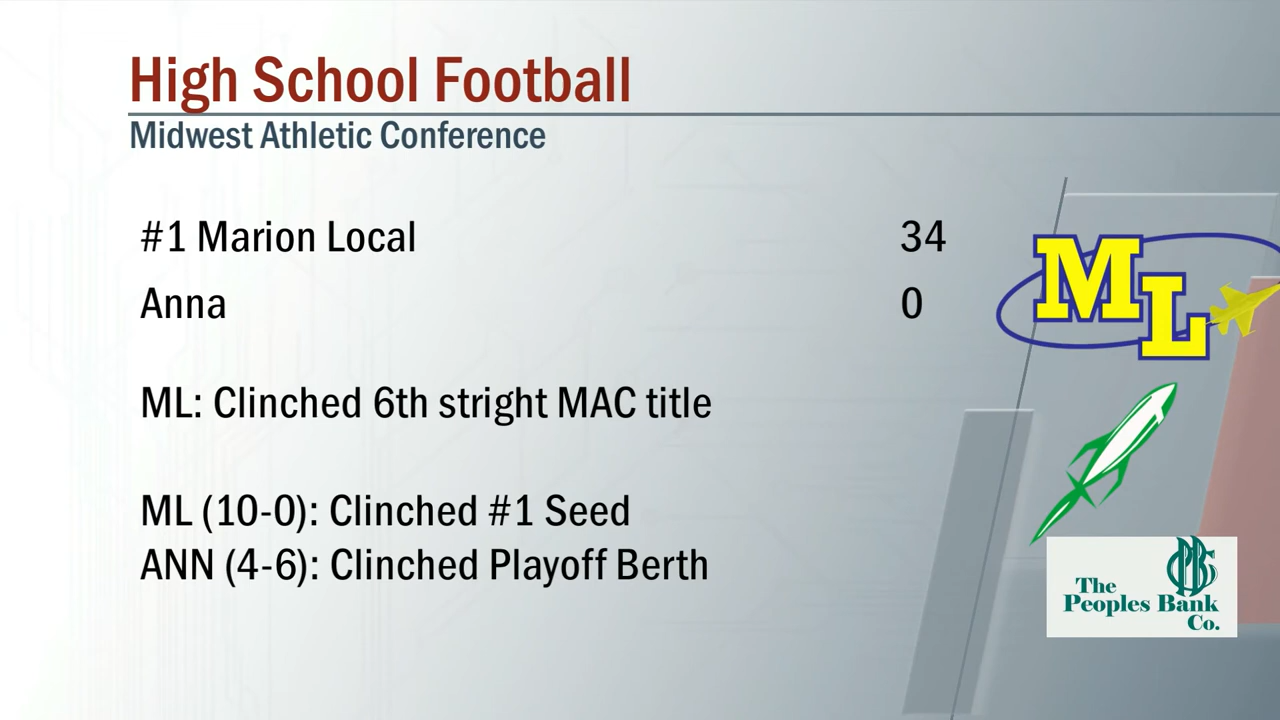 High School Football
Midwest Athletic Conference
#1 Marion Local 34
Anna 0
ML: Clinched 6th stright MAC title
ML (10-0): Clinched #1 Seed
ANN (4-6): Clinched Playoff Berth
ML
The
Peoples Bank
Co.
PBC